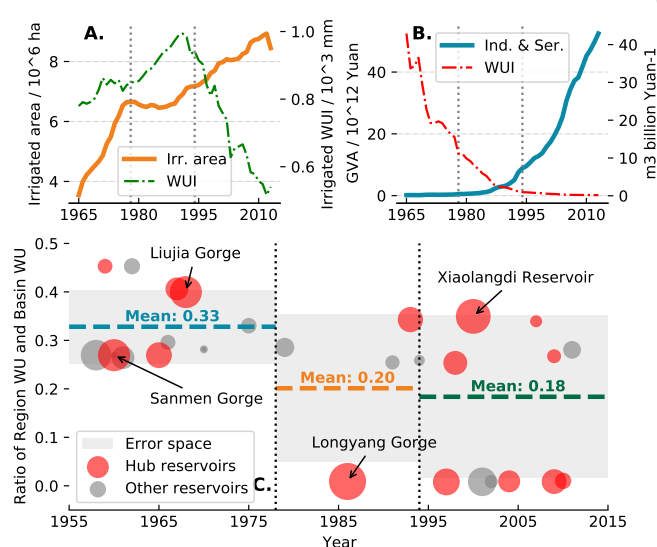 A.
Irrigated area / 10^6 ha
8
6
4
Irr. area
WUI
1965
1980
1995
2010
1.0
0.8
0.6
Irrigated WUI / 10^3 mm
B.
GVA / 10^12 Yuan
40
20
0
Ind. & Ser.
WUI
1965
1980
1995
2010
40
30
20
10
0
m3 billion Yuan-1
Ratio of Region WU and Basin WU
0.5
0.4
0.3
0.2
0.1
0.0
Liujia Gorge
Xiaolangdi Reservoir
Mean: 0.33
Mean: 0.20
Mean: 0.18
Sanmen Gorge
Longyang Gorge
Error space
Hub reservoirs
Other reservoirs
C.
1955
1965
1975
1985
1995
2005
2015
Year